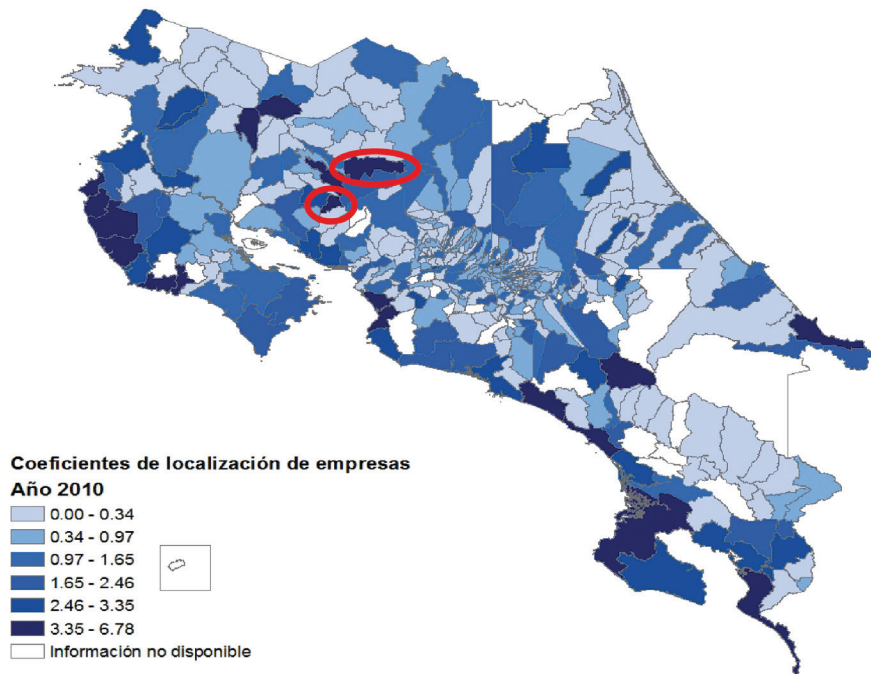 Coeficientes de localización de empresas
Año 2010
0.00 - 0.34
0.34 - 0.97
0.97 - 1.65
1.65 - 2.46
2.46 - 3.35
3.35 - 6.78
Información no disponible